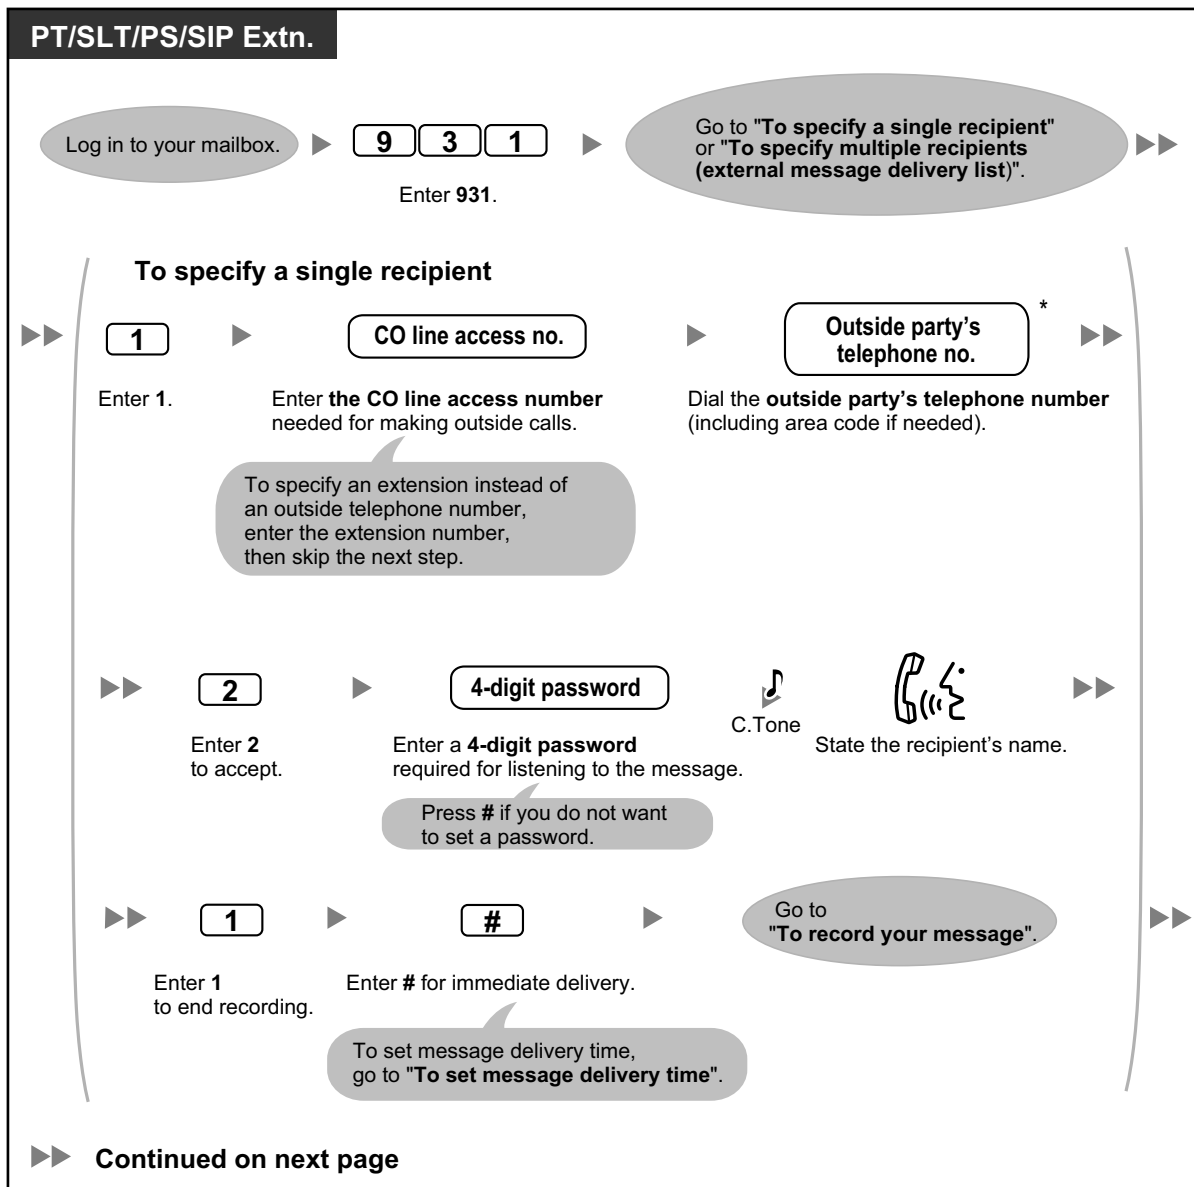 PT/SLT/PS/SIP Extn.
Log in to your mailbox.
9 3 1
Enter 931.
Go to "To specify a single recipient"
or "To specify multiple recipients
(external message delivery list)".
To specify a single recipient
1
Enter 1.
CO line access no.
Enter the CO line access number
needed for making outside calls.
To specify an extension instead of
an outside telephone number,
enter the extension number,
then skip the next step.
Outside party's
telephone no.
*
Dial the outside party's telephone number
(including area code if needed).
2
Enter 2
to accept.
4-digit password
Enter a 4-digit password
required for listening to the message.
Press # if you do not want
to set a password.
C.Tone
State the recipient's name.
1
Enter 1
to end recording.
#
Enter # for immediate delivery.
To set message delivery time,
go to "To set message delivery time".
Go to
"To record your message".
Continued on next page